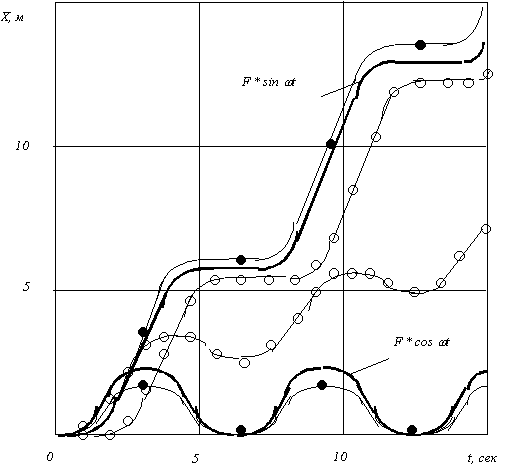 X, м
F * sin ωt
10
5
F * cos ωt
0 5 10 t, сек